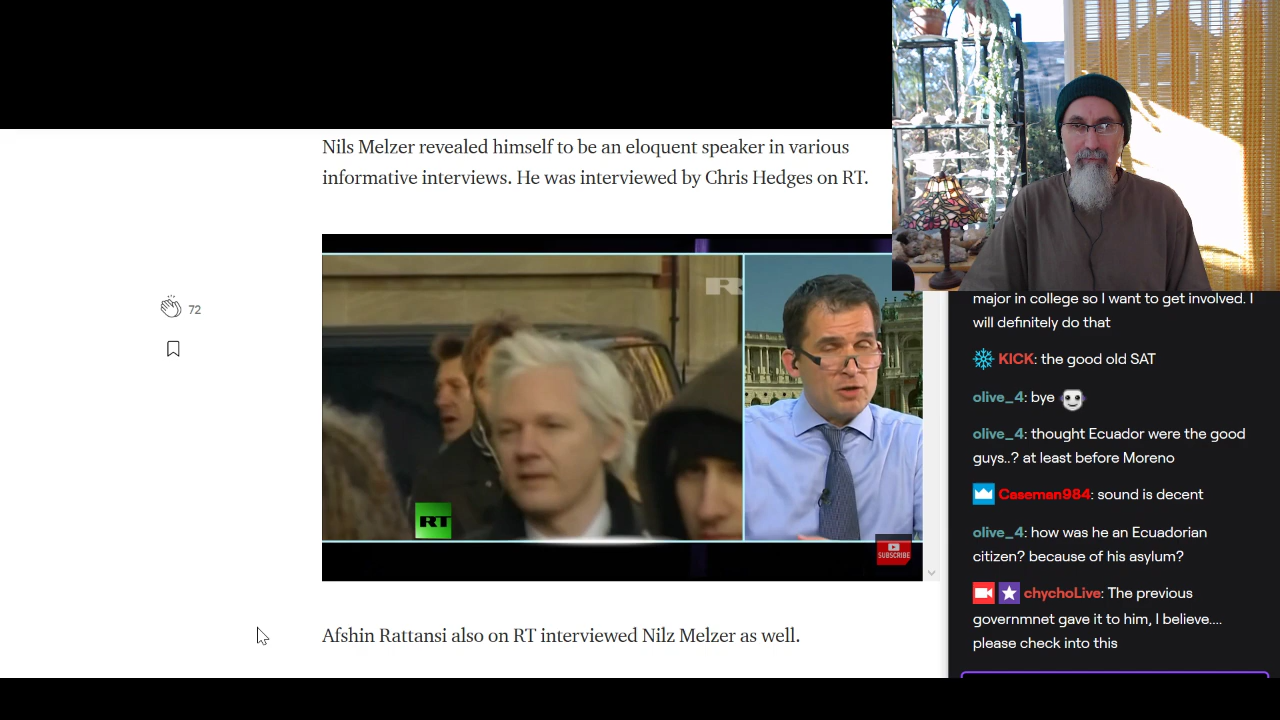 Nils Melzer revealed himself to be an eloquent speaker in various
informative interviews. He was interviewed by Chris Hedges on RT.
72
R
RT
SUBSCRIBE
Afshin Rattansi also on RT interviewed Nilz Melzer as well.
major in college so I want to get involved. I
will definitely do that
KICK: the good old SAT
olive_4: bye
olive_4: thought Ecuador were the good
guys..? at least before Moreno
Caseman984: sound is decent
olive_4: how was he an Ecuadorian
citizen? because of his asylum?
chychoLive: The previous
governmnet gave it to him, I believe....
please check into this